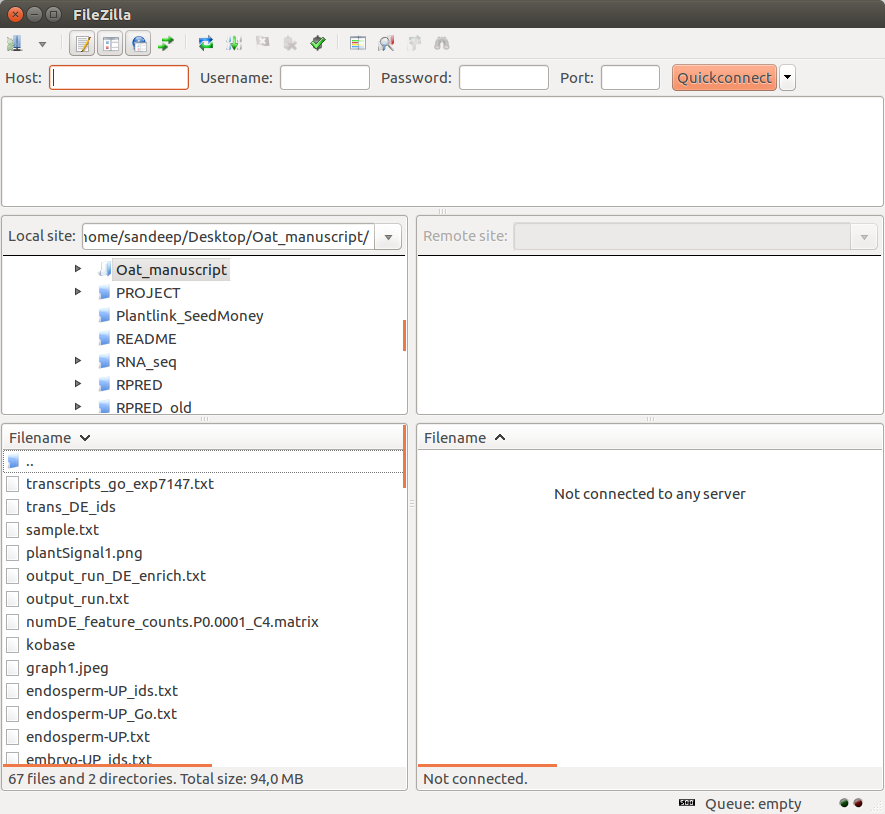 FileZilla
Host: Username: Password: Port: Quickconnect
Local site: home/sandeep/Desktop/Oat_manuscript/
Remote site:
Oat_manuscript
PROJECT
Plantlink_SeedMoney
README
RNA_seq
RPRED
RPRED_old
Filename
..
transcripts_go_exp7147.txt
trans_DE_ids
sample.txt
plantSignal1.png
output_run_DE_enrich.txt
output_run.txt
numDE_feature_counts.P0.0001_C4.matrix
kobase
graph1.jpeg
endosperm-UP_ids.txt
endosperm-UP_Go.txt
endosperm-UP.txt
embryo-UP_ids.txt
67 files and 2 directories. Total size: 94,0 MB
Filename
Not connected to any server
Not connected.
Queue: empty